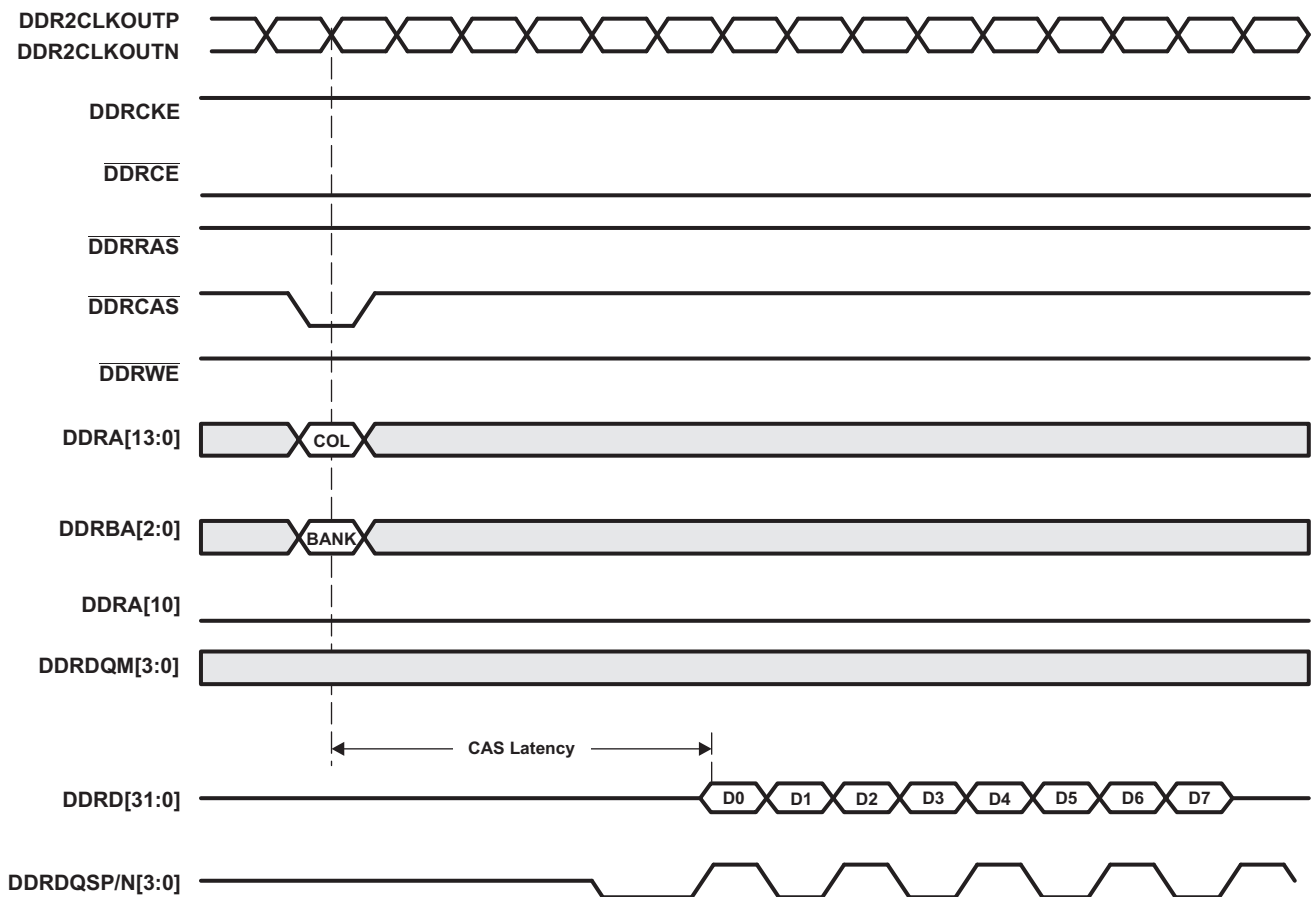 DDR2CLKOUTP
DDR2CLKOUTN
DDRCKE
DDRCE
DDRRAS
DDRCAS
DDRWE
DDRA[13:0]
COL
DDRBA[2:0]
BANK
DDRA[10]
DDRDQM[3:0]
CAS Latency
DDRD[31:0]
D0 D1 D2 D3 D4 D5 D6 D7
DDRDQSP/N[3:0]